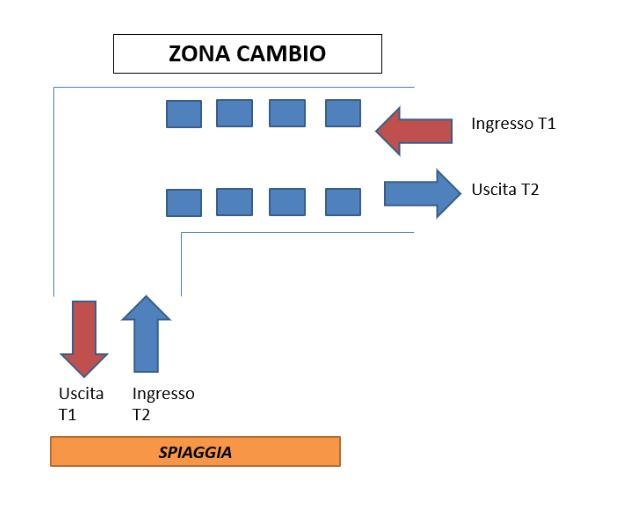 ZONA CAMBIO
Ingresso T1
Uscita T2
Uscita
T1
Ingresso
T2
SPIAGGIA